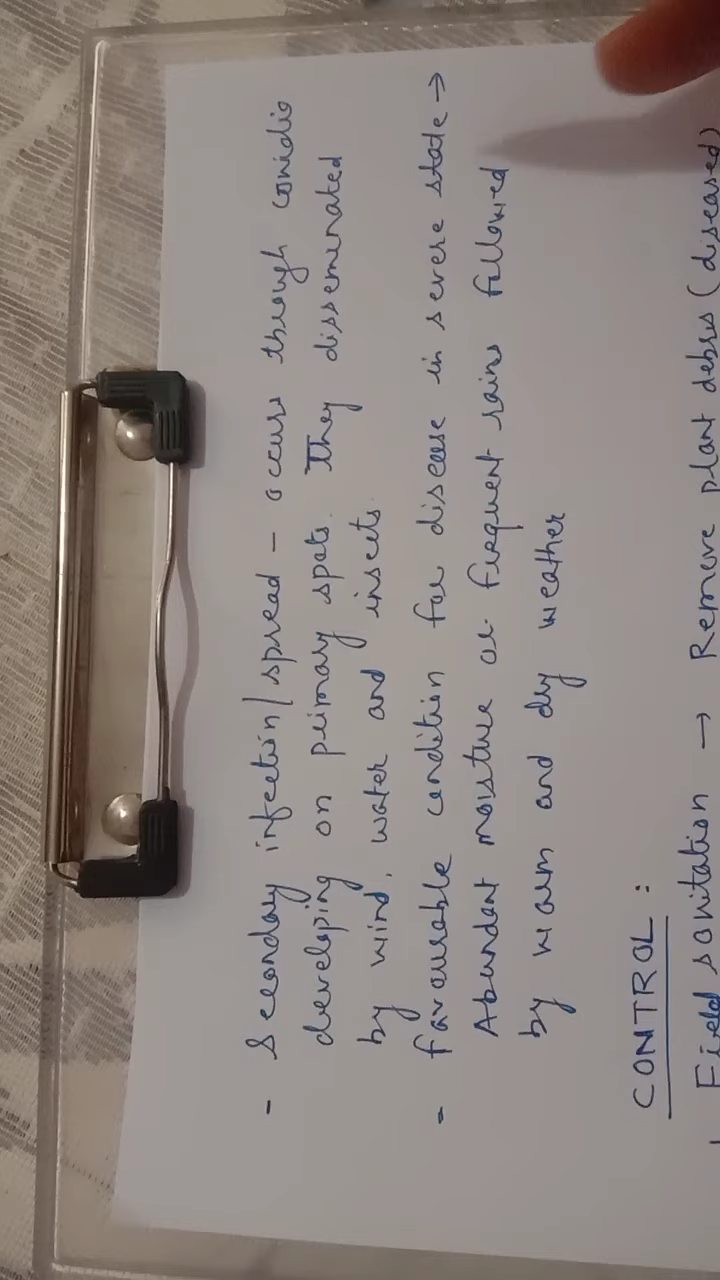 - Secondary infection/spread - occurs through conidia
developing on primary spots. They disseminated
by wind, water and insects.
- favourable condition for disease in severe state →
Abundant moisture or frequent rains followed
by warm and dry weather
CONTROL :
Field sanitation → Remove plant debris (diseased)